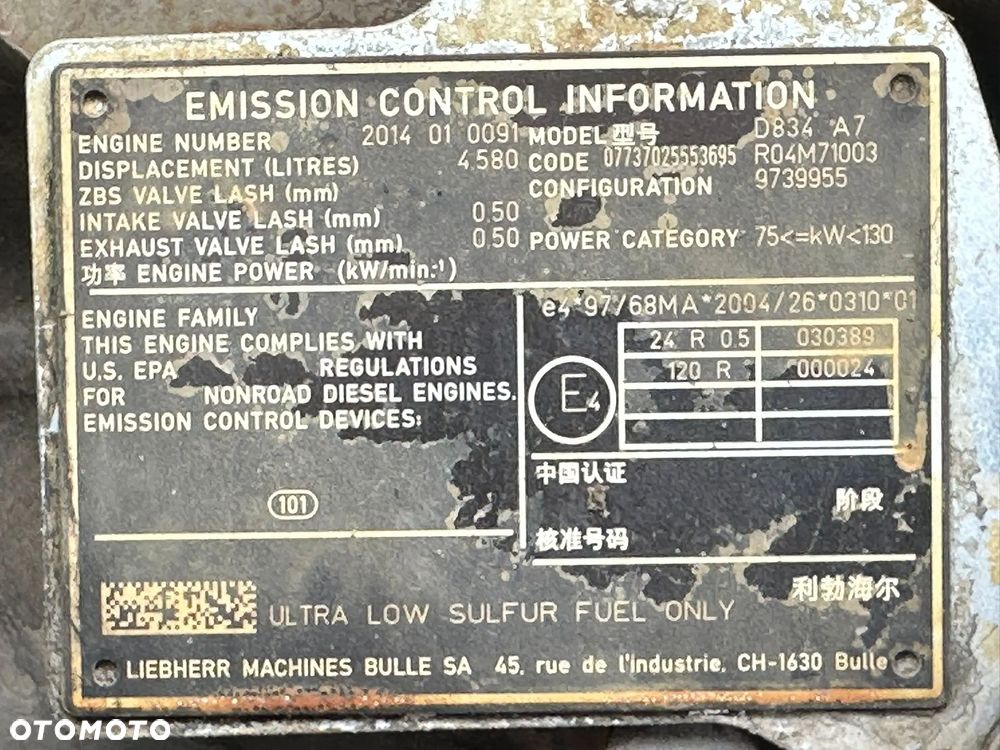 EMISSION CONTROL INFORMATION
ENGINE NUMBER 2014 01 0091
DISPLACEMENT (LITRES) 4.580
ZBS VALVE LASH (mm)
INTAKE VALVE LASH (mm) 0.50
EXHAUST VALVE LASH (mm) 0.50
功率 ENGINE POWER (kW/min.-¹)
MODEL 型号 D834 A7
CODE 07737025553695 R04M71003
CONFIGURATION 9739955
POWER CATEGORY 75<=kW<130
ENGINE FAMILY
THIS ENGINE COMPLIES WITH
U.S. EPA REGULATIONS
FOR NONROAD DIESEL ENGINES.
EMISSION CONTROL DEVICES:
101
e4*97/68MA*2004/26*0310*01
E4
24 R 0.5 030389
120 R 000024
中国认证
阶段
核准号码
利勃海尔
ULTRA LOW SULFUR FUEL ONLY
LIEBHERR MACHINES BULLE SA 45, rue de l'industrie, CH-1630 Bulle
OTOMOTO